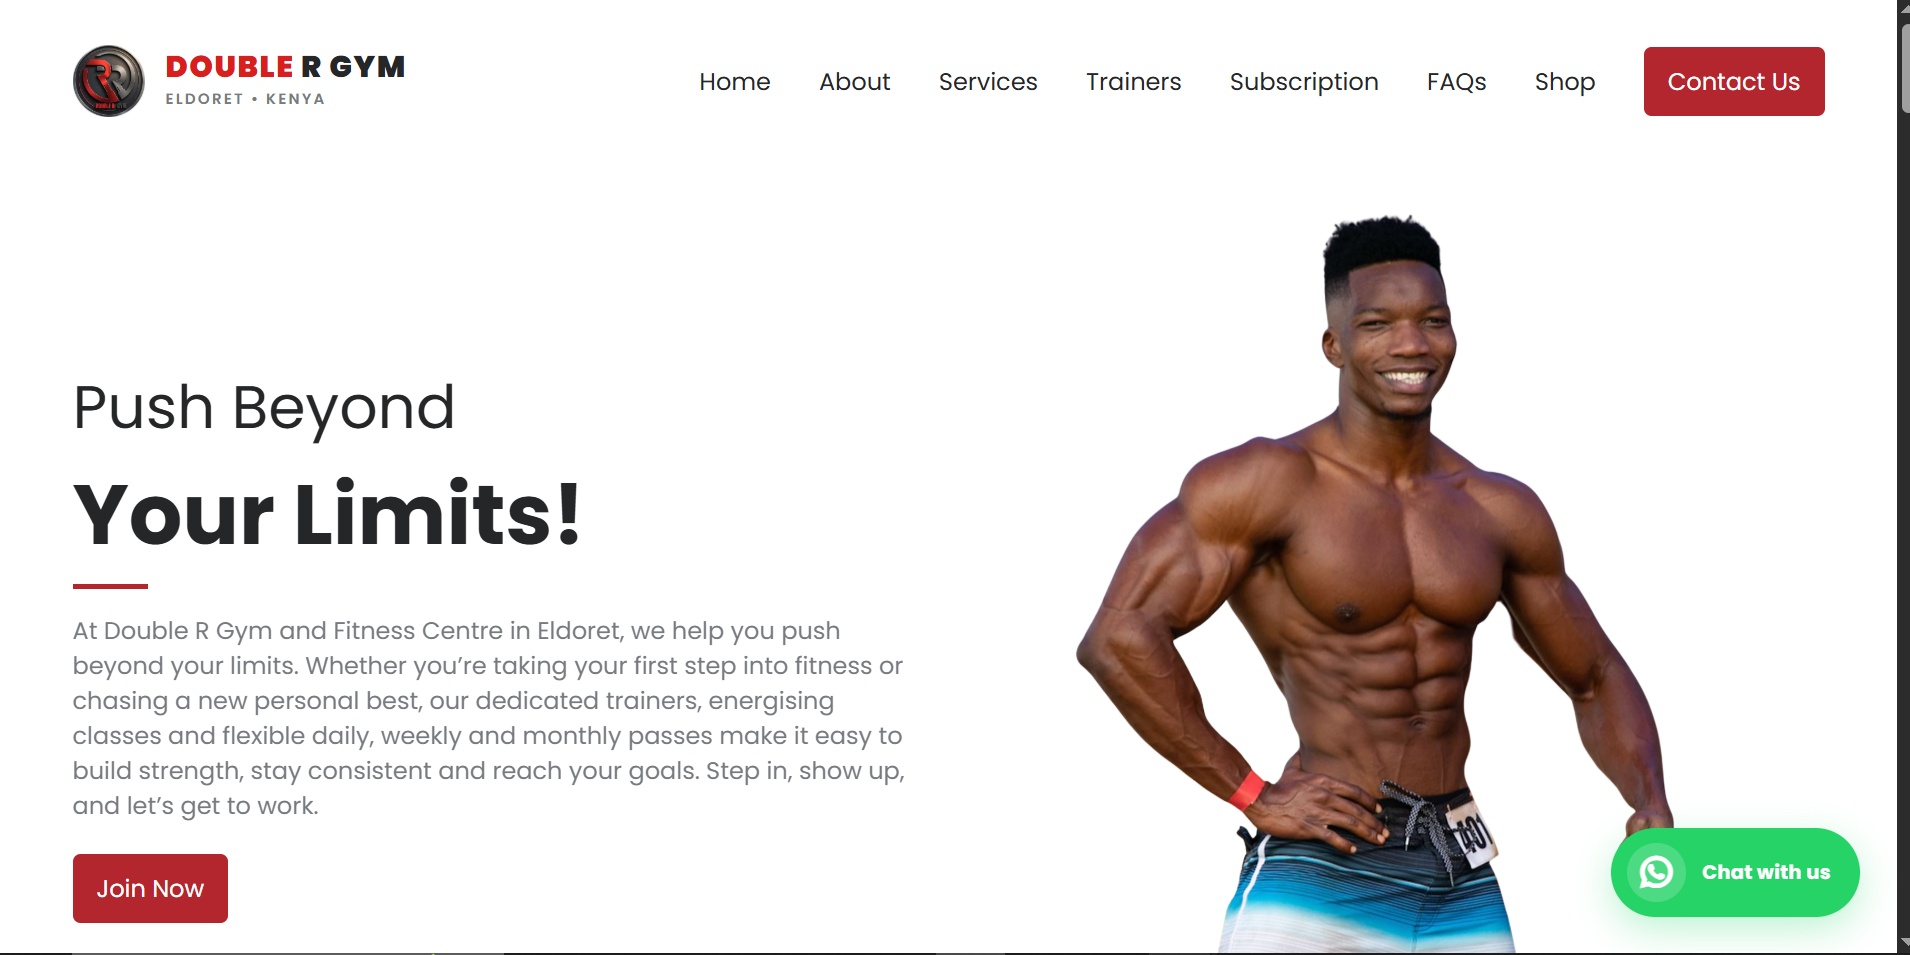 DOUBLE R GYM
ELDORET • KENYA
Home
About
Services
Trainers
Subscription
FAQs
Shop
Contact Us
Push Beyond
Your Limits!
At Double R Gym and Fitness Centre in Eldoret, we help you push
beyond your limits. Whether you’re taking your first step into fitness or
chasing a new personal best, our dedicated trainers, energising
classes and flexible daily, weekly and monthly passes make it easy to
build strength, stay consistent and reach your goals. Step in, show up,
and let’s get to work.
Join Now
401
Chat with us